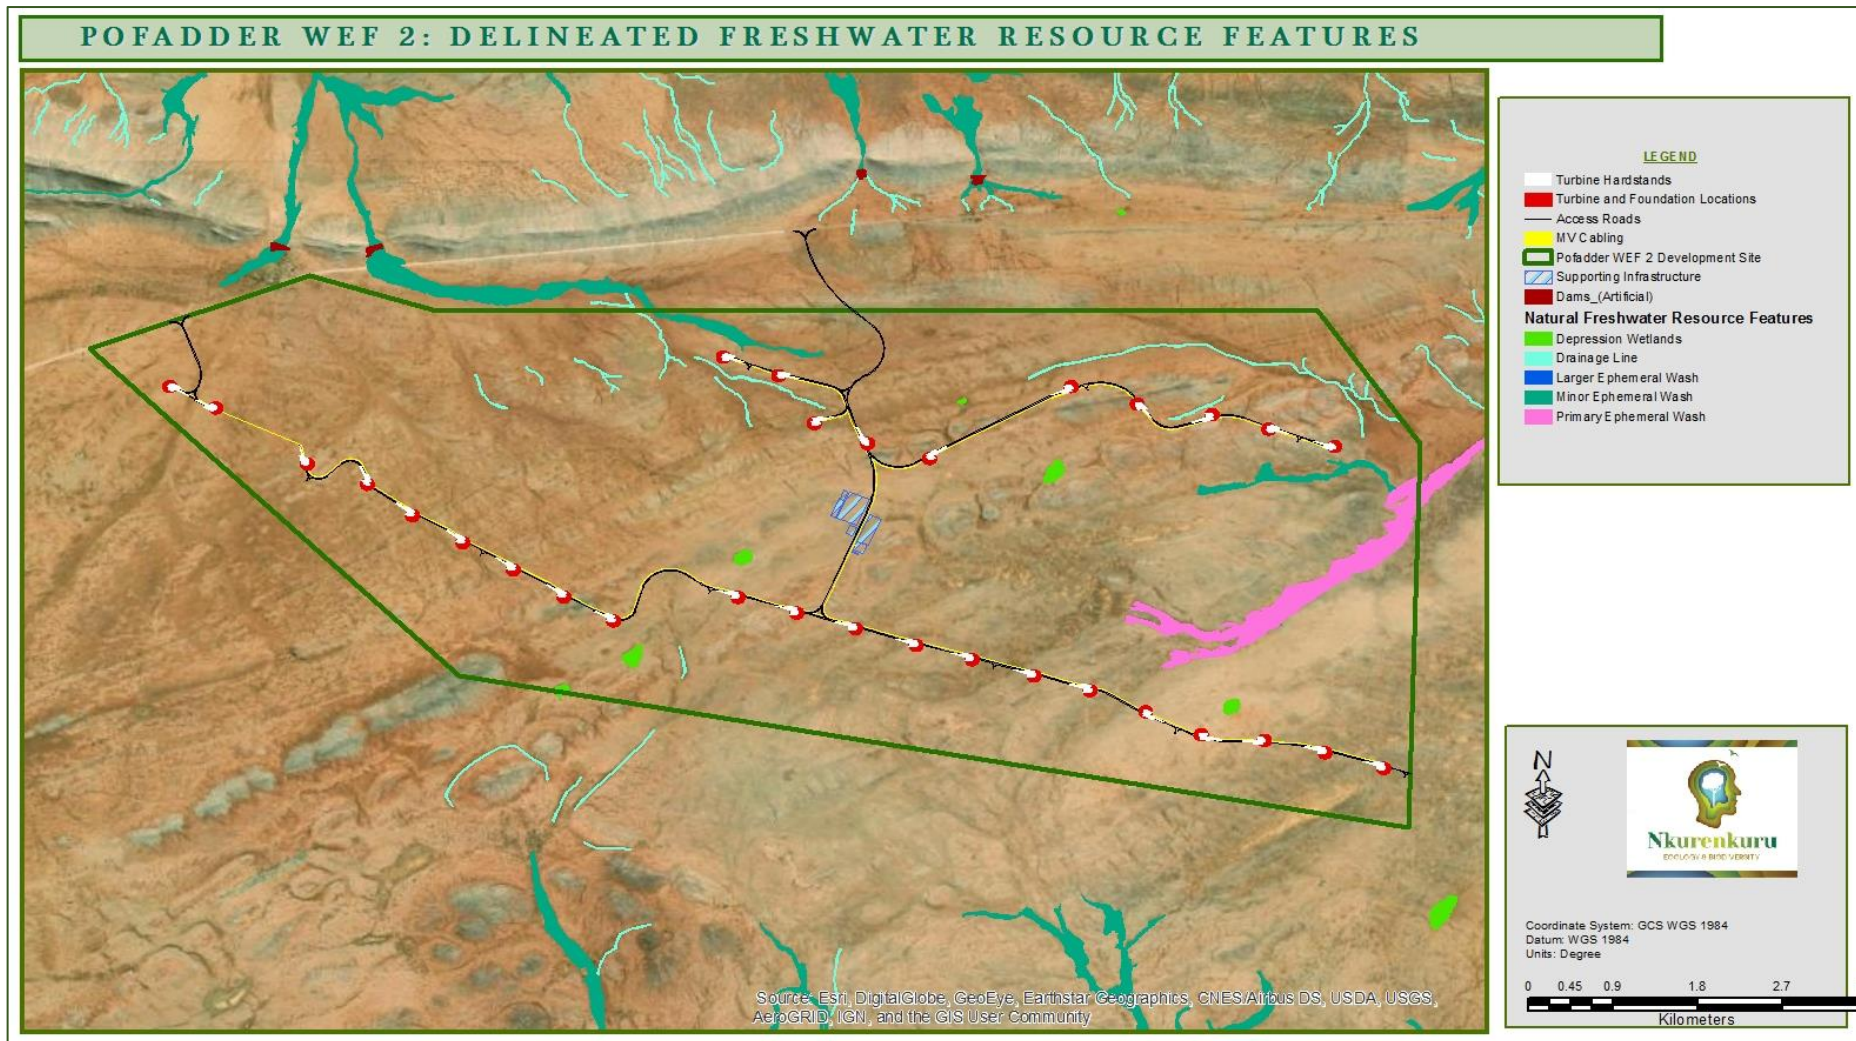 POFADDER WEF 2: DELINEATED FRESHWATER RESOURCE FEATURES
LEGEND
Turbine Hardstands
Turbine and Foundation Locations
Access Roads
MV Cabling
Pofadder WEF 2 Development Site
Supporting Infrastructure
Dams_(Artificial)
Natural Freshwater Resource Features
Depression Wetlands
Drainage Line
Larger Ephemeral Wash
Minor Ephemeral Wash
Primary Ephemeral Wash
N
Nkurenkuru
ECOLOGY & BIODIVERSITY
Coordinate System: GCS WGS 1984
Datum: WGS 1984
Units: Degree
0 0.45 0.9 1.8 2.7
Kilometers
Source: Esri, DigitalGlobe, GeoEye, Earthstar Geographics, CNES/Airbus DS, USDA, USGS,
AeroGRID, IGN, and the GIS User Community